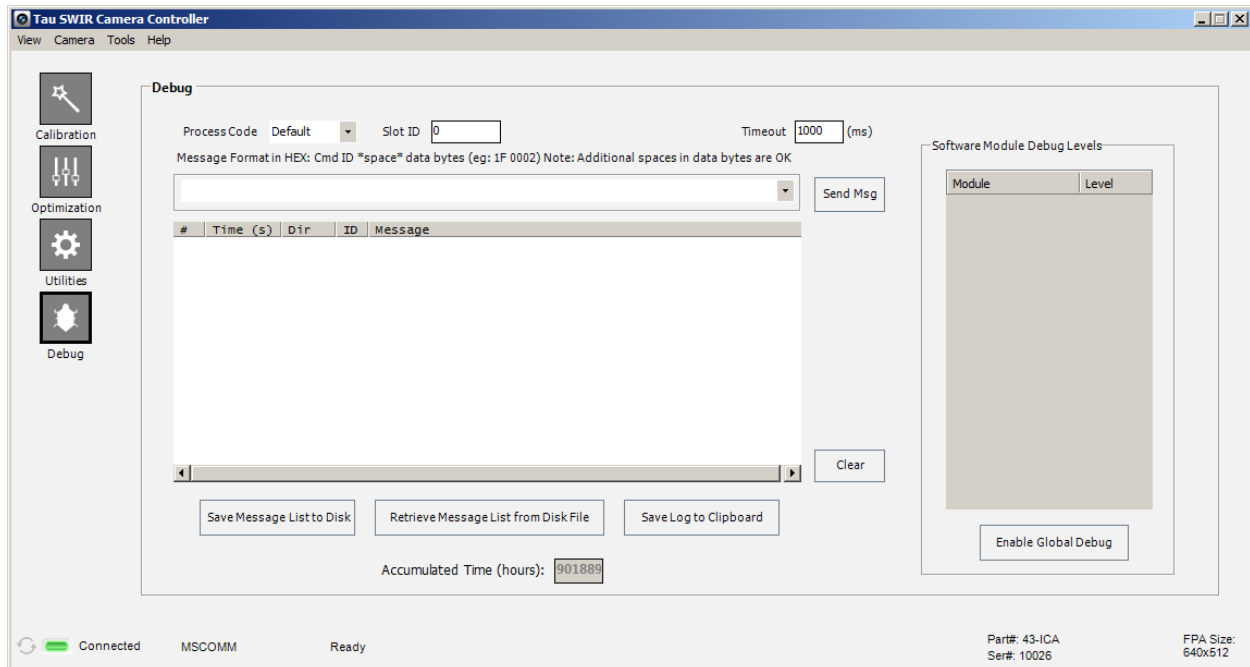 Tau SWIR Camera Controller
View Camera Tools Help
Calibration
Optimization
Utilities
Debug
Debug
Process Code Default Slot ID 0 Timeout 1000 (ms)
Message Format in HEX: Cmd ID *space* data bytes (eg: 1F 0002) Note: Additional spaces in data bytes are OK
Send Msg
# Time (s) Dir ID Message
Clear
Save Message List to Disk Retrieve Message List from Disk File Save Log to Clipboard
Accumulated Time (hours): 901889
Software Module Debug Levels
Module Level
Enable Global Debug
Connected MSCOMM Ready
Part#: 43-ICA
Ser#: 10026
FPA Size:
640x512